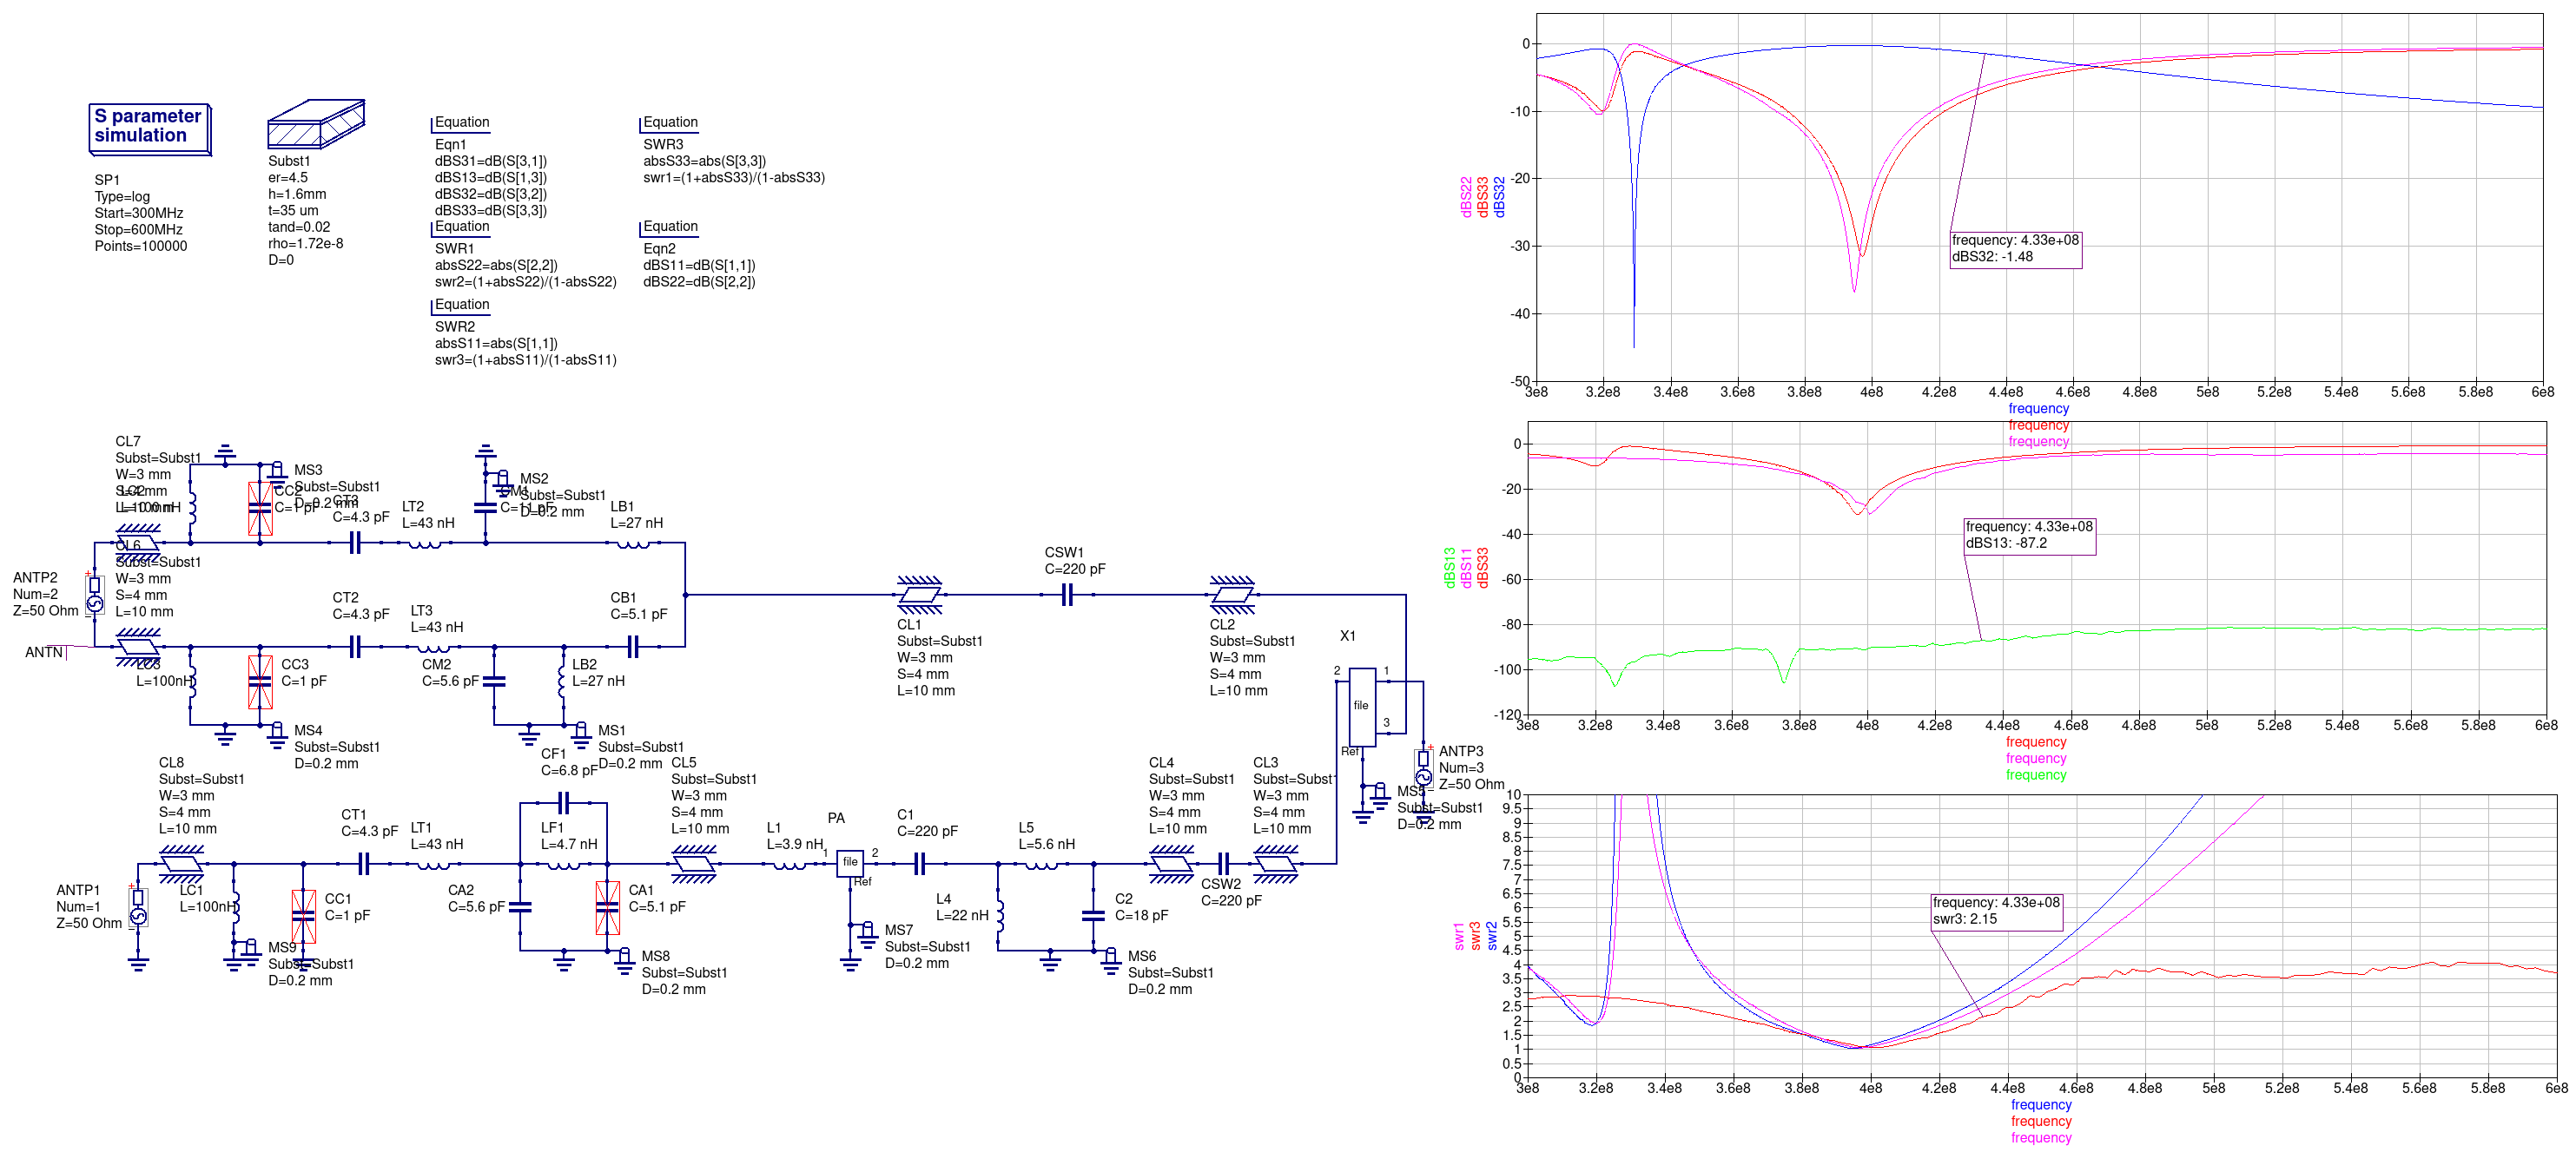 S parameter
simulation
SP1
Type=log
Start=300MHz
Stop=600MHz
Points=100000
Subst1
er=4.5
h=1.6mm
t=35 um
tand=0.02
rho=1.72e-8
D=0
Equation
Eqn1
dBS31=dB(S[3,1])
dBS13=dB(S[1,3])
dBS32=dB(S[3,2])
dBS33=dB(S[3,3])
Equation
SWR1
absS22=abs(S[2,2])
swr2=(1+absS22)/(1-absS22)
Equation
SWR2
absS11=abs(S[1,1])
swr3=(1+absS11)/(1-absS11)
Equation
SWR3
absS33=abs(S[3,3])
swr1=(1+absS33)/(1-absS33)
Equation
Eqn2
dBS11=dB(S[1,1])
dBS22=dB(S[2,2])
CL7
Subst=Subst1
W=3 mm
S=4 mm
L=10 mm
LC2
L=100nH
CC2
C=1 pF
MS3
Subst=Subst1
D=0.2 mm
CT3
C=4.3 pF
LT2
L=43 nH
CM1
C=11 pF
MS2
Subst=Subst1
D=0.2 mm
LB1
L=27 nH
ANTP2
Num=2
Z=50 Ohm
CL6
Subst=Subst1
W=3 mm
S=4 mm
L=10 mm
ANTN
LC3
L=100nH
CC3
C=1 pF
MS4
Subst=Subst1
D=0.2 mm
CT2
C=4.3 pF
LT3
L=43 nH
CM2
C=5.6 pF
LB2
L=27 nH
CB1
C=5.1 pF
MS1
Subst=Subst1
D=0.2 mm
CL1
Subst=Subst1
W=3 mm
S=4 mm
L=10 mm
CSW1
C=220 pF
CL2
Subst=Subst1
W=3 mm
S=4 mm
L=10 mm
X1
2
1
file
3
Ref
ANTP3
Num=3
Z=50 Ohm
MS5
Subst=Subst1
D=0.2 mm
ANTP1
Num=1
Z=50 Ohm
CL8
Subst=Subst1
W=3 mm
S=4 mm
L=10 mm
LC1
L=100nH
CC1
C=1 pF
MS9
Subst=Subst1
D=0.2 mm
CT1
C=4.3 pF
LT1
L=43 nH
CF1
C=6.8 pF
LF1
L=4.7 nH
CA2
C=5.6 pF
CA1
C=5.1 pF
MS8
Subst=Subst1
D=0.2 mm
CL5
Subst=Subst1
W=3 mm
S=4 mm
L=10 mm
L1
L=3.9 nH
PA
1
file
2
Ref
MS7
Subst=Subst1
D=0.2 mm
C1
C=220 pF
L4
L=22 nH
L5
L=5.6 nH
C2
C=18 pF
MS6
Subst=Subst1
D=0.2 mm
CL4
Subst=Subst1
W=3 mm
S=4 mm
L=10 mm
CSW2
C=220 pF
CL3
Subst=Subst1
W=3 mm
S=4 mm
L=10 mm
dBS22
dBS33
dBS32
0
-10
-20
-30
-40
-50
frequency: 4.33e+08
dBS32: -1.48
3e8 3.2e8 3.4e8 3.6e8 3.8e8 4e8 4.2e8 4.4e8 4.6e8 4.8e8 5e8 5.2e8 5.4e8 5.6e8 5.8e8 6e8
frequency
frequency
frequency
dBS13
dBS11
dBS33
0
-20
-40
-60
-80
-100
-120
frequency: 4.33e+08
dBS13: -87.2
3e8 3.2e8 3.4e8 3.6e8 3.8e8 4e8 4.2e8 4.4e8 4.6e8 4.8e8 5e8 5.2e8 5.4e8 5.6e8 5.8e8 6e8
frequency
frequency
frequency
swr1
swr3
swr2
10
9.5
9
8.5
8
7.5
7
6.5
6
5.5
5
4.5
4
3.5
3
2.5
2
1.5
1
0.5
0
frequency: 4.33e+08
swr3: 2.15
3e8 3.2e8 3.4e8 3.6e8 3.8e8 4e8 4.2e8 4.4e8 4.6e8 4.8e8 5e8 5.2e8 5.4e8 5.6e8 5.8e8 6e8
frequency
frequency
frequency